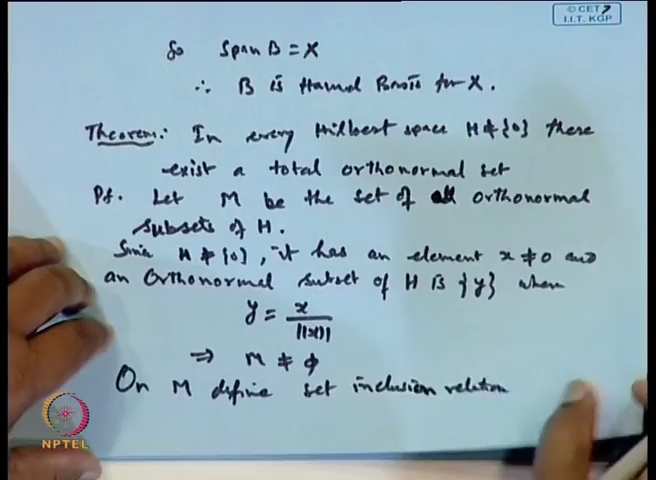 © CET
I.I.T. KGP
So Span B = X
∴ B is Hamel Basis for X.
Theorem: In every Hilbert space H ≠ {0} there
exist a total orthonormal set
Pf. Let M be the set of all orthonormal
subsets of H.
Since H ≠ {0}, it has an element x ≠ 0 and
an Orthonormal subset of H is {y} where
y = x / ||x||
⇒ M ≠ φ
On M define set inclusion relation
NPTEL